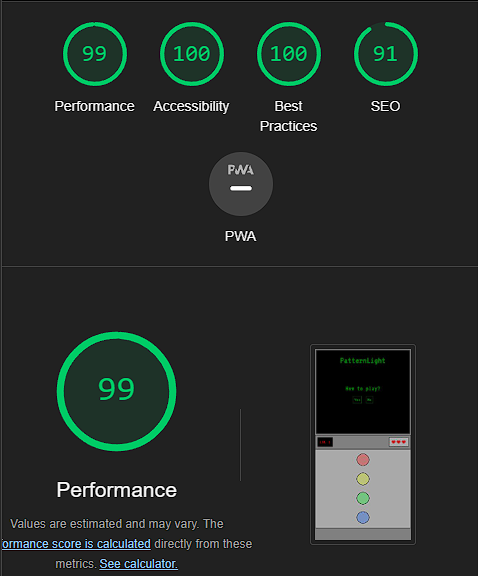 99
100
100
91
Performance
Accessibility
Best
Practices
SEO
PWA
PWA
99
Performance
Values are estimated and may vary. The
ormance score is calculated directly from these
metrics. See calculator.
PatternLight
to play?
Yes No